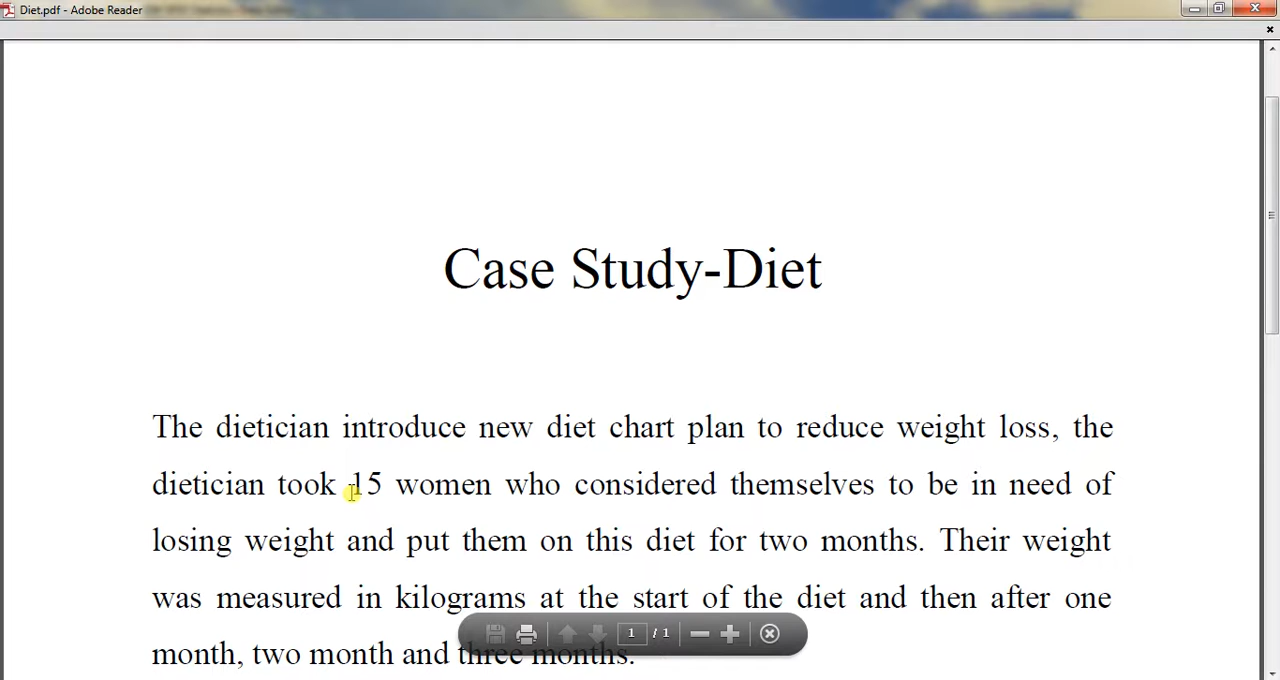 Diet.pdf - Adobe Reader
Case Study-Diet
The dietician introduce new diet chart plan to reduce weight loss, the
dietician took 15 women who considered themselves to be in need of
losing weight and put them on this diet for two months. Their weight
was measured in kilograms at the start of the diet and then after one
month, two month and three months.
1 / 1